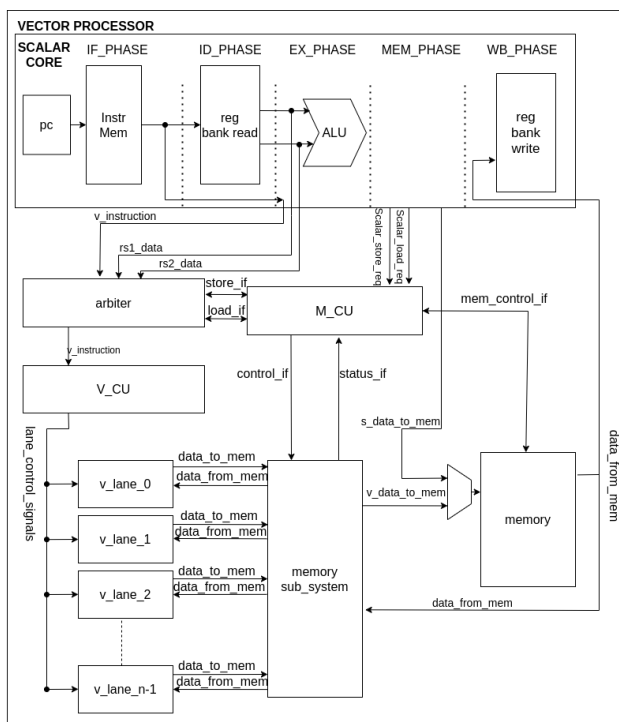 VECTOR PROCESSOR
SCALAR
CORE
IF_PHASE
ID_PHASE
EX_PHASE
MEM_PHASE
WB_PHASE
pc
Instr
Mem
reg
bank read
ALU
reg
bank
write
v_instruction
rs1_data
rs2_data
Scalar_store_req
Scalar_load_req
arbiter
store_if
load_if
M_CU
mem_control_if
v_instruction
V_CU
control_if
status_if
s_data_to_mem
lane_control_signals
data_from_mem
v_lane_0
data_to_mem
data_from_mem
v_data_to_mem
memory
v_lane_1
data_to_mem
data_from_mem
v_lane_2
data_to_mem
data_from_mem
memory
sub_system
data_from_mem
v_lane_n-1
data_to_mem
data_from_mem